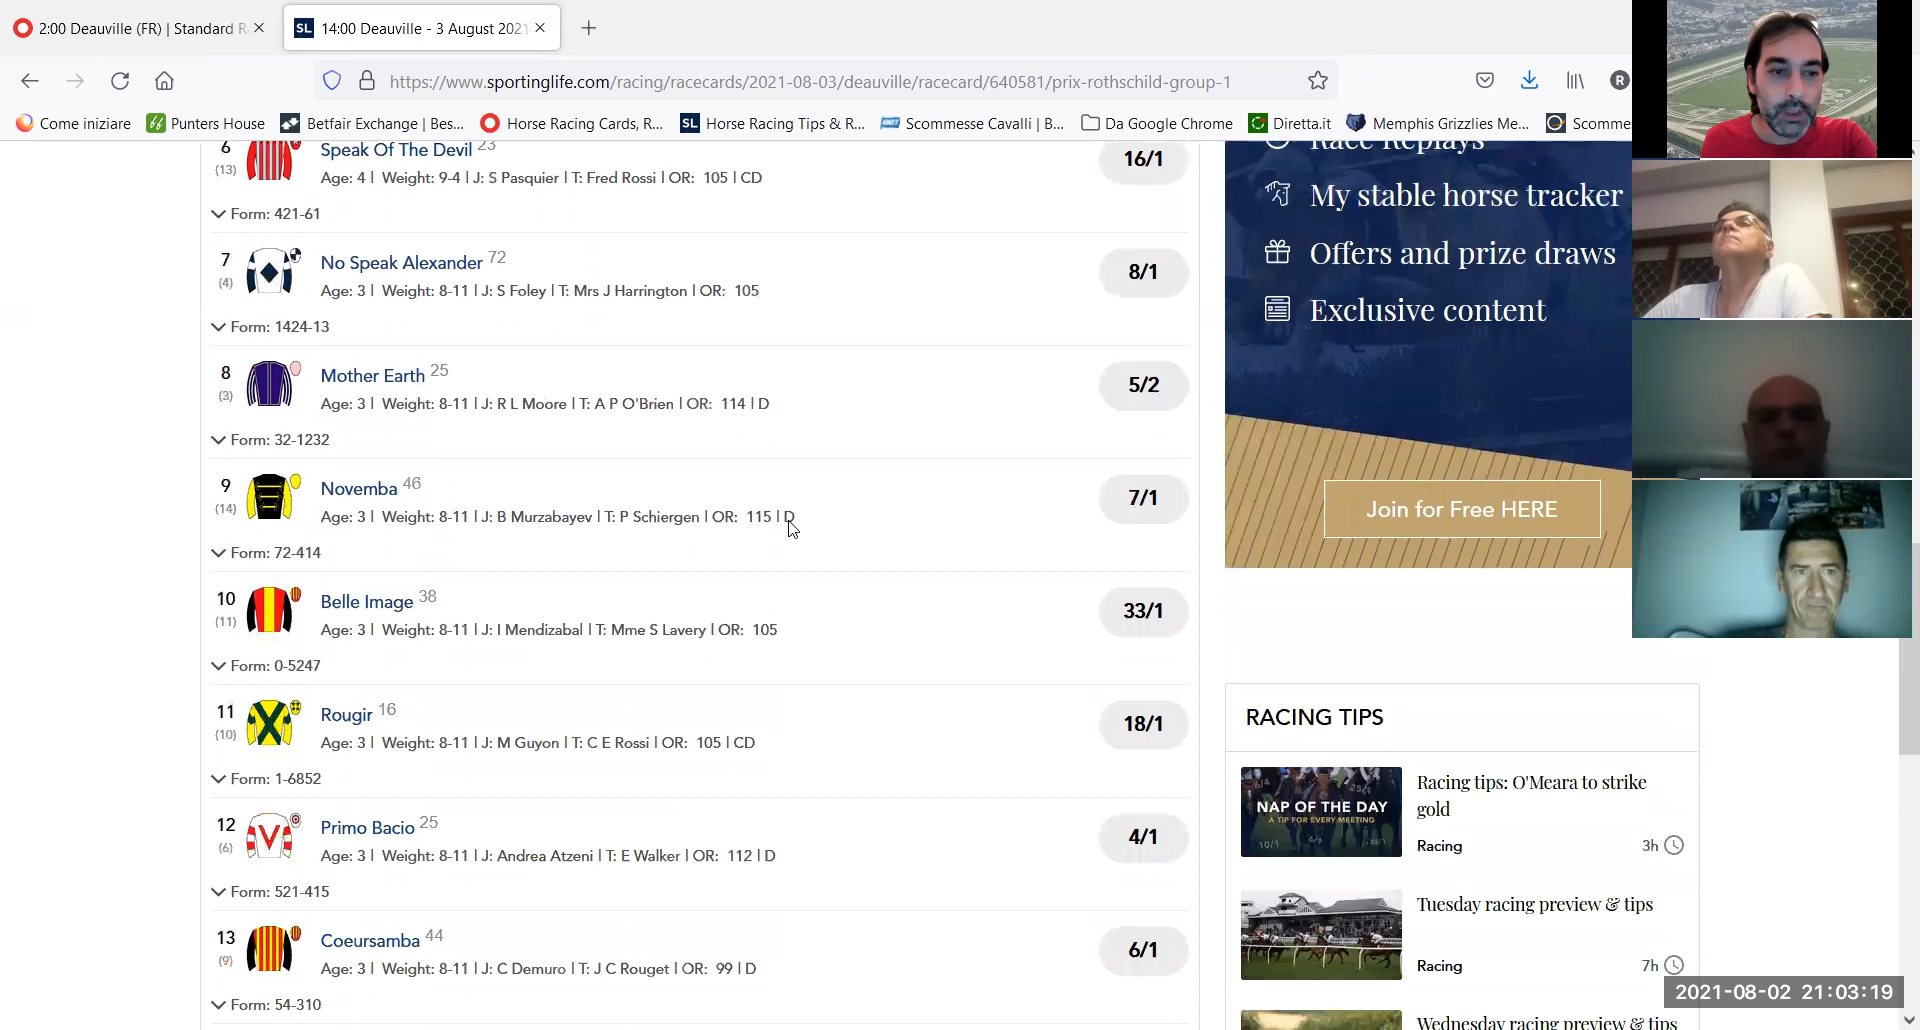 2:00 Deauville (FR) | Standard R
SL 14:00 Deauville - 3 August 2021
https://www.sportinglife.com/racing/racecards/2021-08-03/deauville/racecard/640581/prix-rothschild-group-1
R
Come iniziare
Punters House
Betfair Exchange | Bes...
Horse Racing Cards, R...
SL Horse Racing Tips & R...
Scommesse Cavalli | B...
Da Google Chrome
Diretta.it
Memphis Grizzlies Me...
Scomme
6 Speak Of The Devil 23
16/1
(13)
Age: 4 | Weight: 9-4 | J: S Pasquier | T: Fred Rossi | OR: 105 | CD
Form: 421-61
7 No Speak Alexander 72
8/1
(4)
Age: 3 | Weight: 8-11 | J: S Foley | T: Mrs J Harrington | OR: 105
Form: 1424-13
8 Mother Earth 25
5/2
(3)
Age: 3 | Weight: 8-11 | J: R L Moore | T: A P O'Brien | OR: 114 | D
Form: 32-1232
9 Novemba 46
7/1
(14)
Age: 3 | Weight: 8-11 | J: B Murzabayev | T: P Schiergen | OR: 115 | D
Form: 72-414
10 Belle Image 38
33/1
(11)
Age: 3 | Weight: 8-11 | J: I Mendizabal | T: Mme S Lavery | OR: 105
Form: 0-5247
11 Rougir 16
18/1
(10)
Age: 3 | Weight: 8-11 | J: M Guyon | T: C E Rossi | OR: 105 | CD
Form: 1-6852
12 Primo Bacio 25
4/1
(6)
Age: 3 | Weight: 8-11 | J: Andrea Atzeni | T: E Walker | OR: 112 | D
Form: 521-415
13 Coeursamba 44
6/1
(9)
Age: 3 | Weight: 8-11 | J: C Demuro | T: J C Rouget | OR: 99 | D
Form: 54-310
Race Replays
My stable horse tracker
Offers and prize draws
Exclusive content
Join for Free HERE
RACING TIPS
NAP OF THE DAY
A TIP FOR EVERY MEETING
Racing tips: O'Meara to strike
gold
Racing
3h
Tuesday racing preview & tips
Racing
7h
Wednesday racing preview & tips
2021-08-02 21:03:19